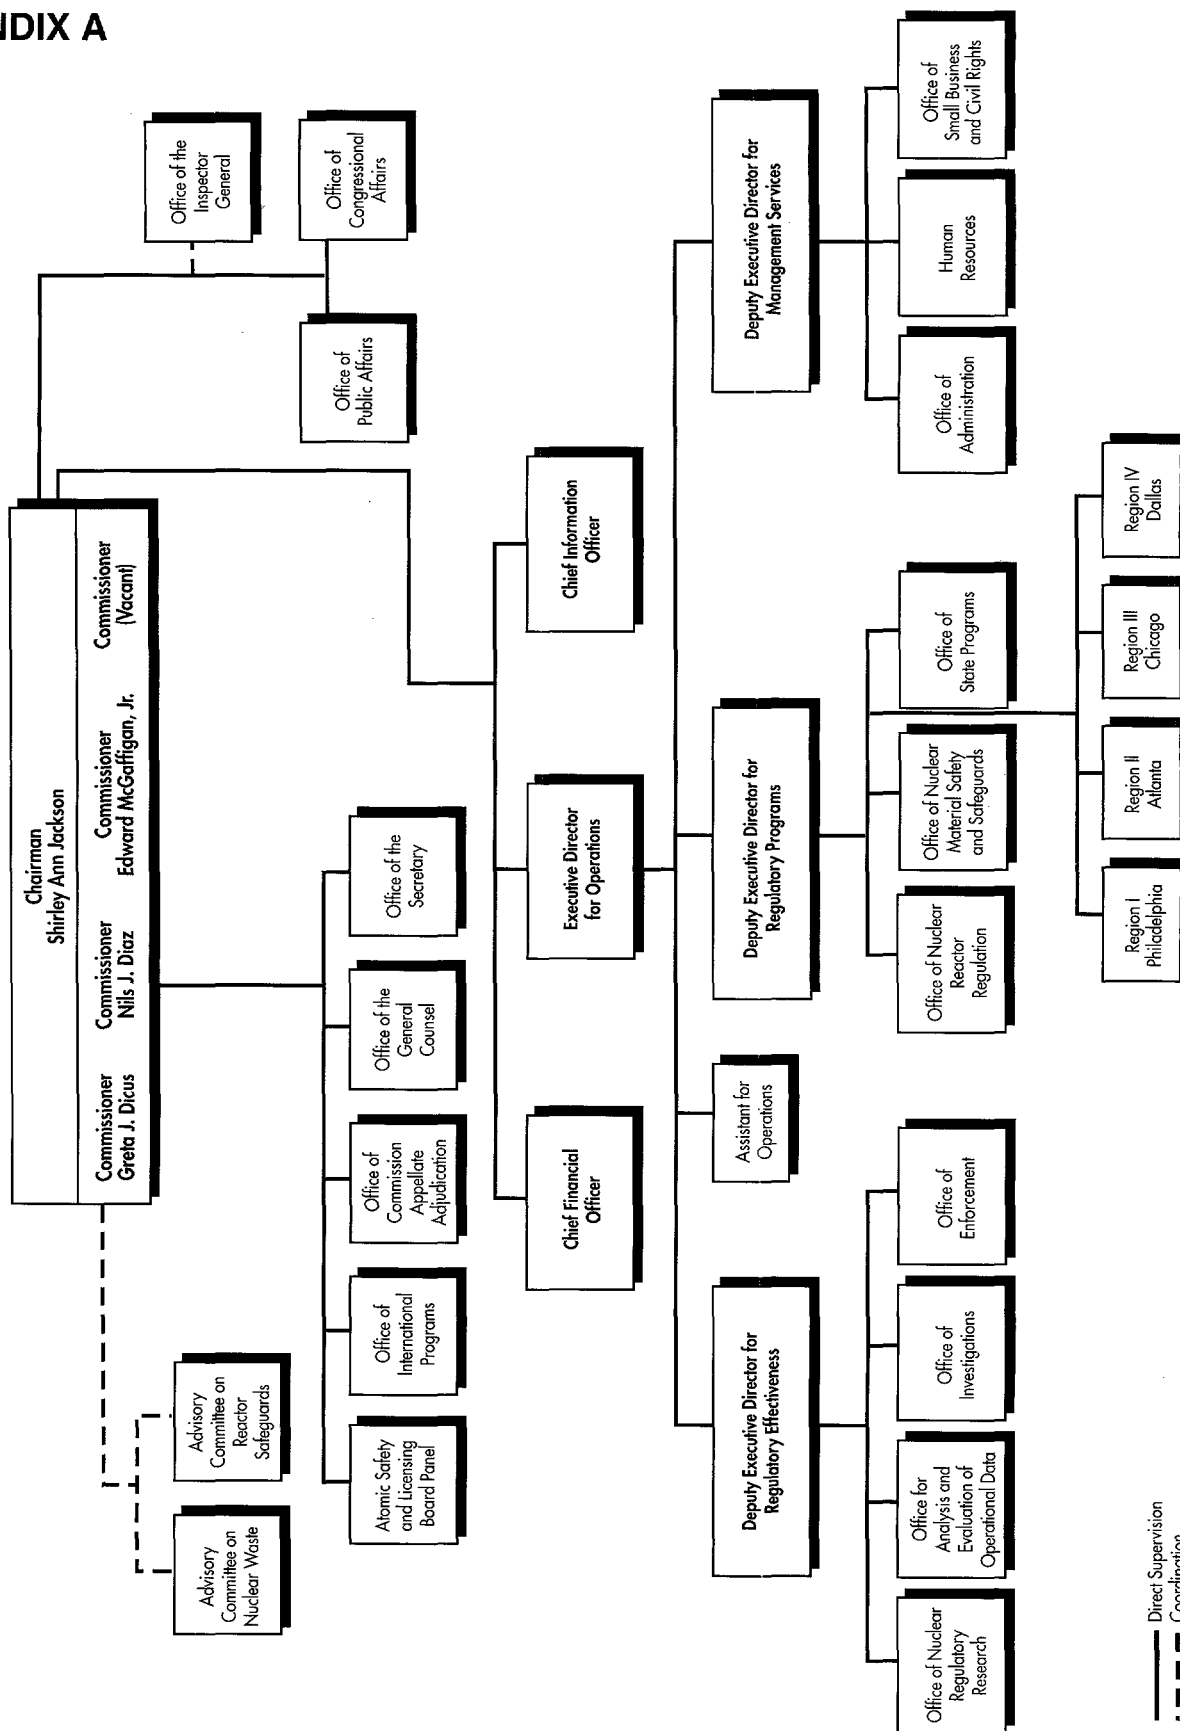 NDIX A
Chairman
Shirley Ann Jackson
Commissioner
Greta J. Dicus
Commissioner
Nils J. Diaz
Commissioner
Edward McGaffigan, Jr.
Commissioner
(Vacant)
Advisory
Committee on
Nuclear Waste
Advisory
Committee on
Reactor
Safeguards
Office of the
Inspector
General
Office of
Public Affairs
Office of
Congressional
Affairs
Atomic Safety
and Licensing
Board Panel
Office of
International
Programs
Office of
Commission
Appellate
Adjudication
Office of the
General
Counsel
Office of the
Secretary
Chief Financial
Officer
Executive Director
for Operations
Chief Information
Officer
Deputy Executive Director for
Regulatory Effectiveness
Assistant for
Operations
Deputy Executive Director for
Regulatory Programs
Deputy Executive Director for
Management Services
Office of Nuclear
Regulatory
Research
Office for
Analysis and
Evaluation of
Operational Data
Office of
Investigations
Office of
Enforcement
Office of Nuclear
Reactor
Regulation
Office of Nuclear
Material Safety
and Safeguards
Office of
State Programs
Office of
Administration
Human
Resources
Office of
Small Business
and Civil Rights
Region I
Philadelphia
Region II
Atlanta
Region III
Chicago
Region IV
Dallas
Direct Supervision
Coordination